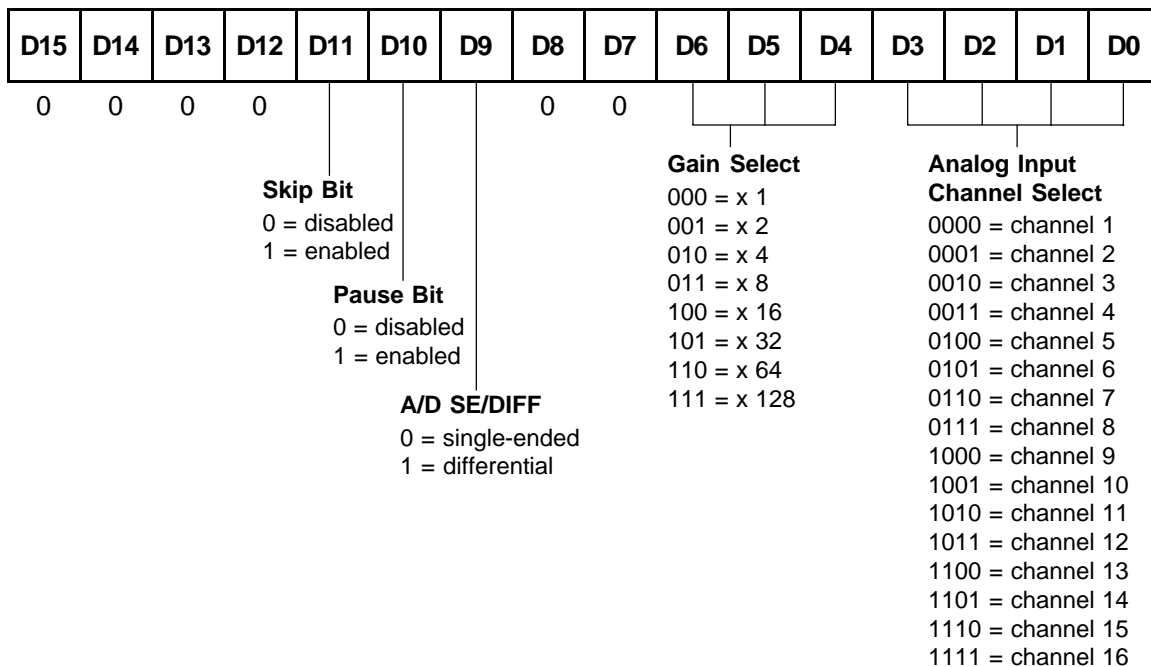 D15 D14 D13 D12 D11 D10 D9 D8 D7 D6 D5 D4 D3 D2 D1 D0
0 0 0 0 0 0
Skip Bit
0 = disabled
1 = enabled
Pause Bit
0 = disabled
1 = enabled
A/D SE/DIFF
0 = single-ended
1 = differential
Gain Select
000 = x 1
001 = x 2
010 = x 4
011 = x 8
100 = x 16
101 = x 32
110 = x 64
111 = x 128
Analog Input
Channel Select
0000 = channel 1
0001 = channel 2
0010 = channel 3
0011 = channel 4
0100 = channel 5
0101 = channel 6
0110 = channel 7
0111 = channel 8
1000 = channel 9
1001 = channel 10
1010 = channel 11
1011 = channel 12
1100 = channel 13
1101 = channel 14
1110 = channel 15
1111 = channel 16